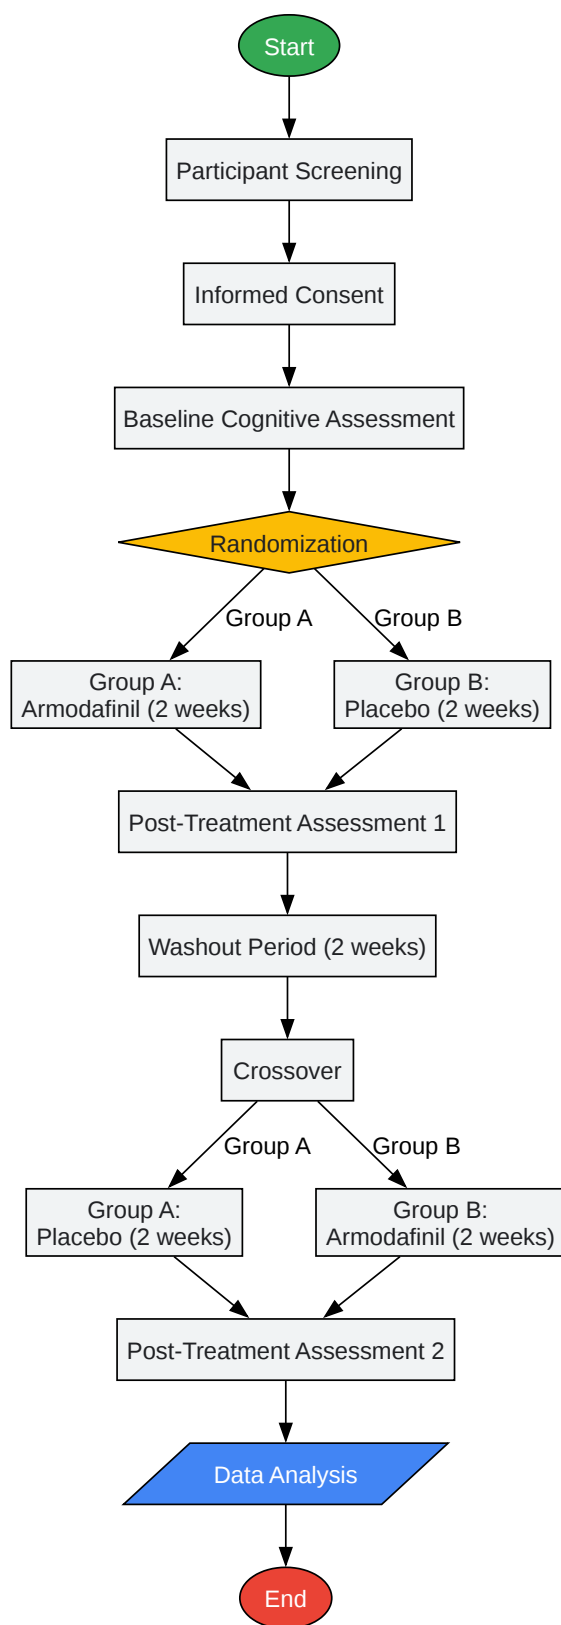 Start
Participant Screening
Informed Consent
Baseline Cognitive Assessment
Randomization
Group A
Group B
Group A:
Armodafinil (2 weeks)
Group B:
Placebo (2 weeks)
Post-Treatment Assessment 1
Washout Period (2 weeks)
Crossover
Group A
Group B
Group A:
Placebo (2 weeks)
Group B:
Armodafinil (2 weeks)
Post-Treatment Assessment 2
Data Analysis
End